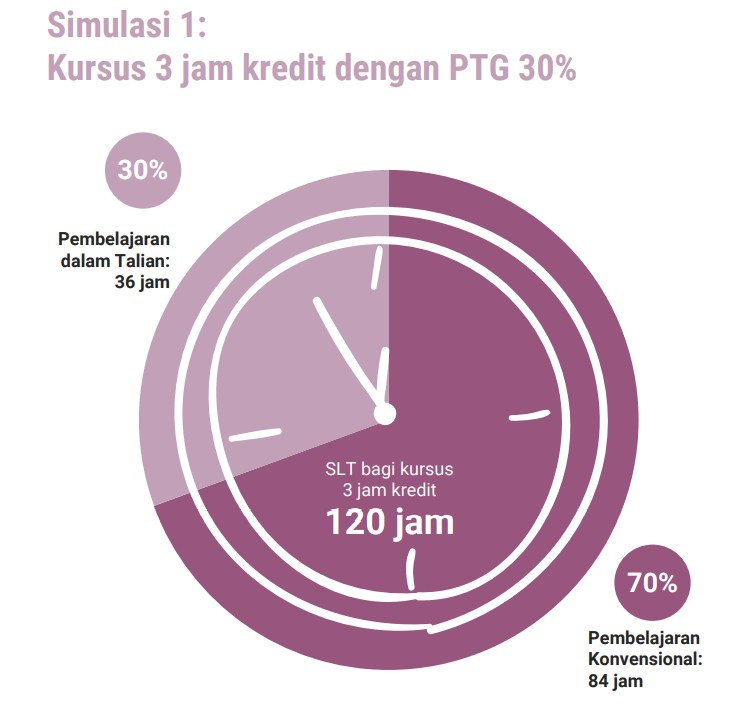 Simulasi 1:
Kursus 3 jam kredit dengan PTG 30%
30%
Pembelajaran
dalam Talian:
36 jam
SLT bagi kursus
3 jam kredit
120 jam
70%
Pembelajaran
Konvensional:
84 jam